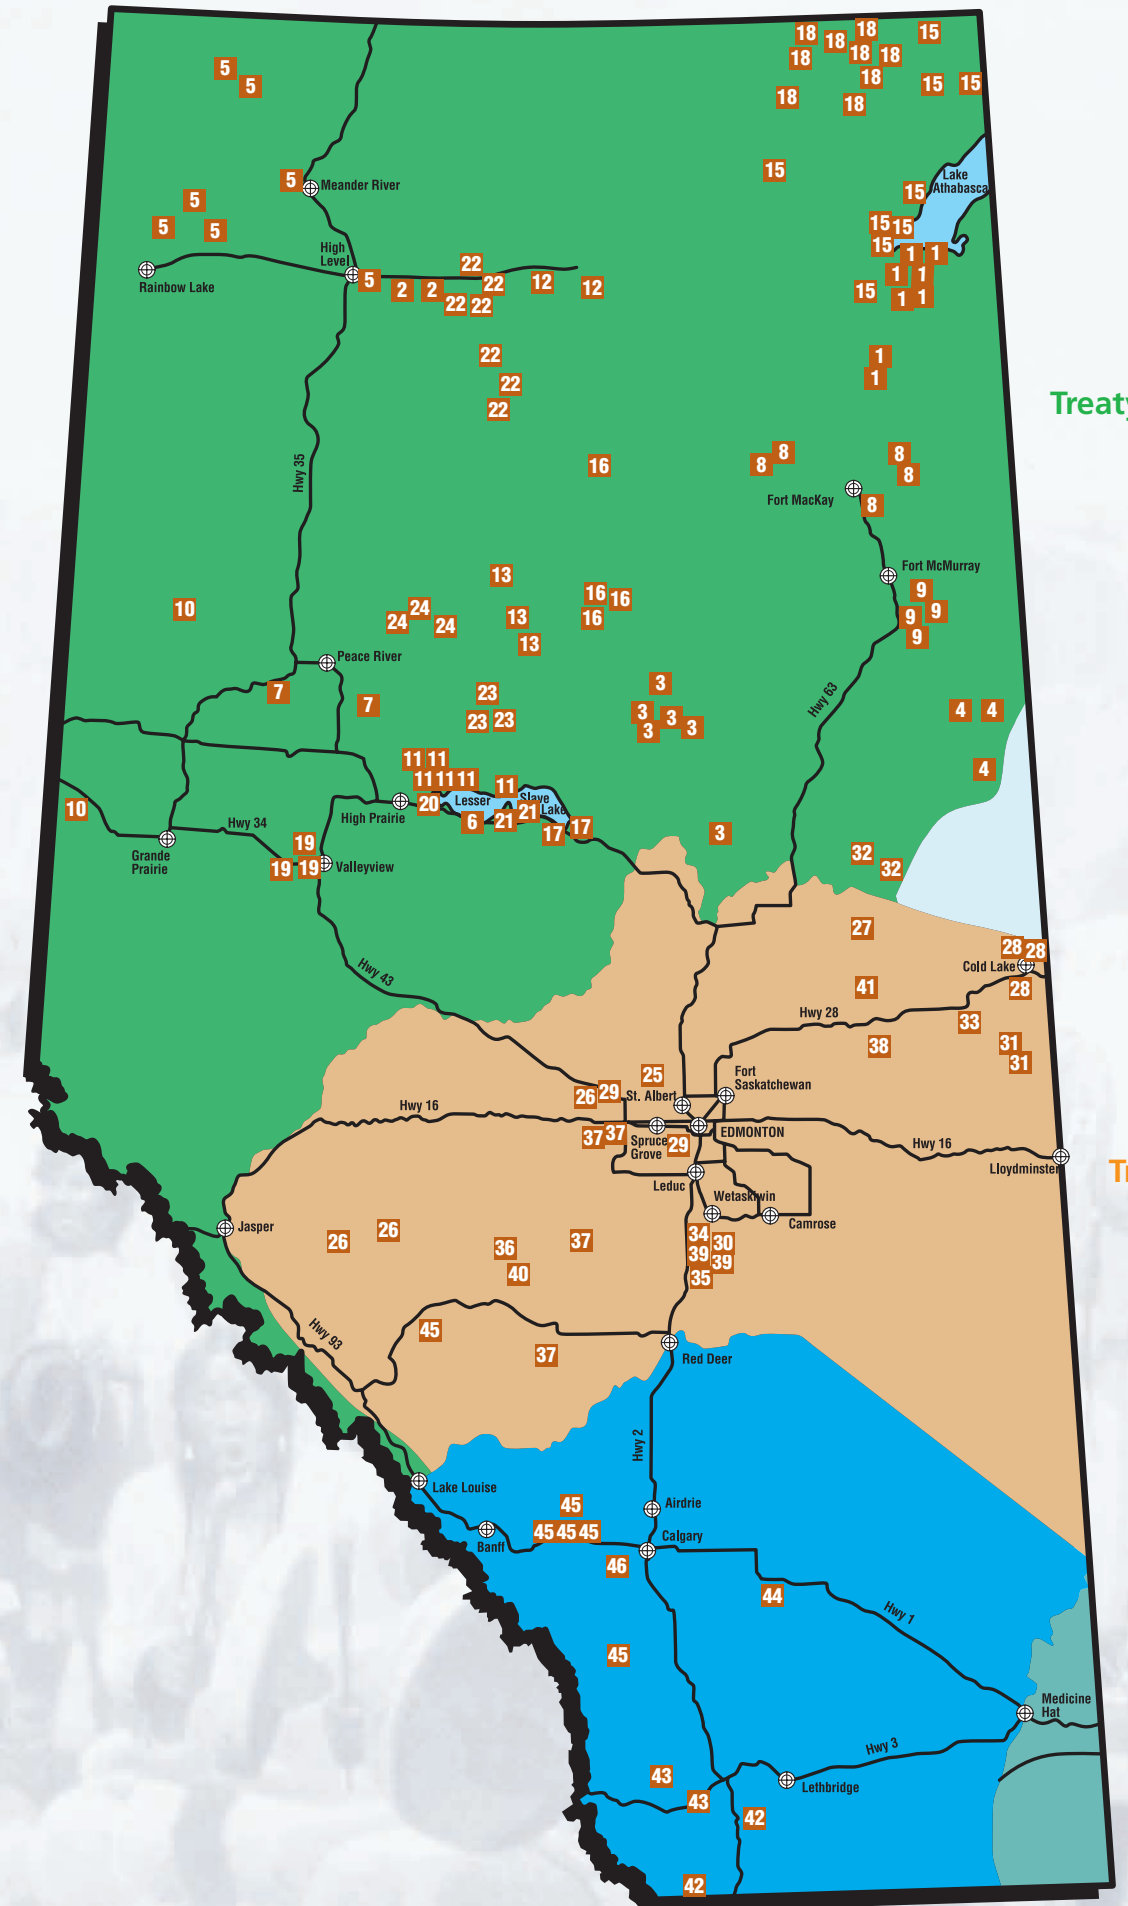 18
18
18
15
18
18
18
5
18
5
15
15
18
18
15
Lake
Athabasca
5
Meander River
15
5
5
5
15
15
15
High
Level
1
1
22
Rainbow Lake
5
2
2
22
12
12
1
1
15
22
22
1
1
22
1
22
1
22
Treaty
Hwy 35
16
8
8
8
8
Fort MacKay
8
Fort McMurray
13
16
16
9
10
24
24
24
13
16
9
9
13
9
Peace River
7
7
23
3
Hwy 63
23
23
3
3
3
3
4
4
11
11
11
11
11
11
4
10
20
Lesser
Slave
Lake
High Prairie
6
21
21
17
17
3
Hwy 34
Grande
Prairie
19
19
19
Valleyview
32
32
27
28
28
Cold Lake
Hwy 43
41
28
Hwy 28
33
38
31
31
25
Fort
Saskatchewan
26
29
St. Albert
Hwy 16
37
37
Spruce
Grove
29
EDMONTON
Hwy 16
Lloydminster
Tr
Leduc
Wetaskiwin
Camrose
Jasper
26
26
36
37
34
30
39
39
40
35
Hwy 93
45
37
Red Deer
Hwy 2
Lake Louise
45
Airdrie
Banff
45
45
45
Calgary
46
44
Hwy 1
45
Medicine
Hat
Hwy 3
43
Lethbridge
43
42
42